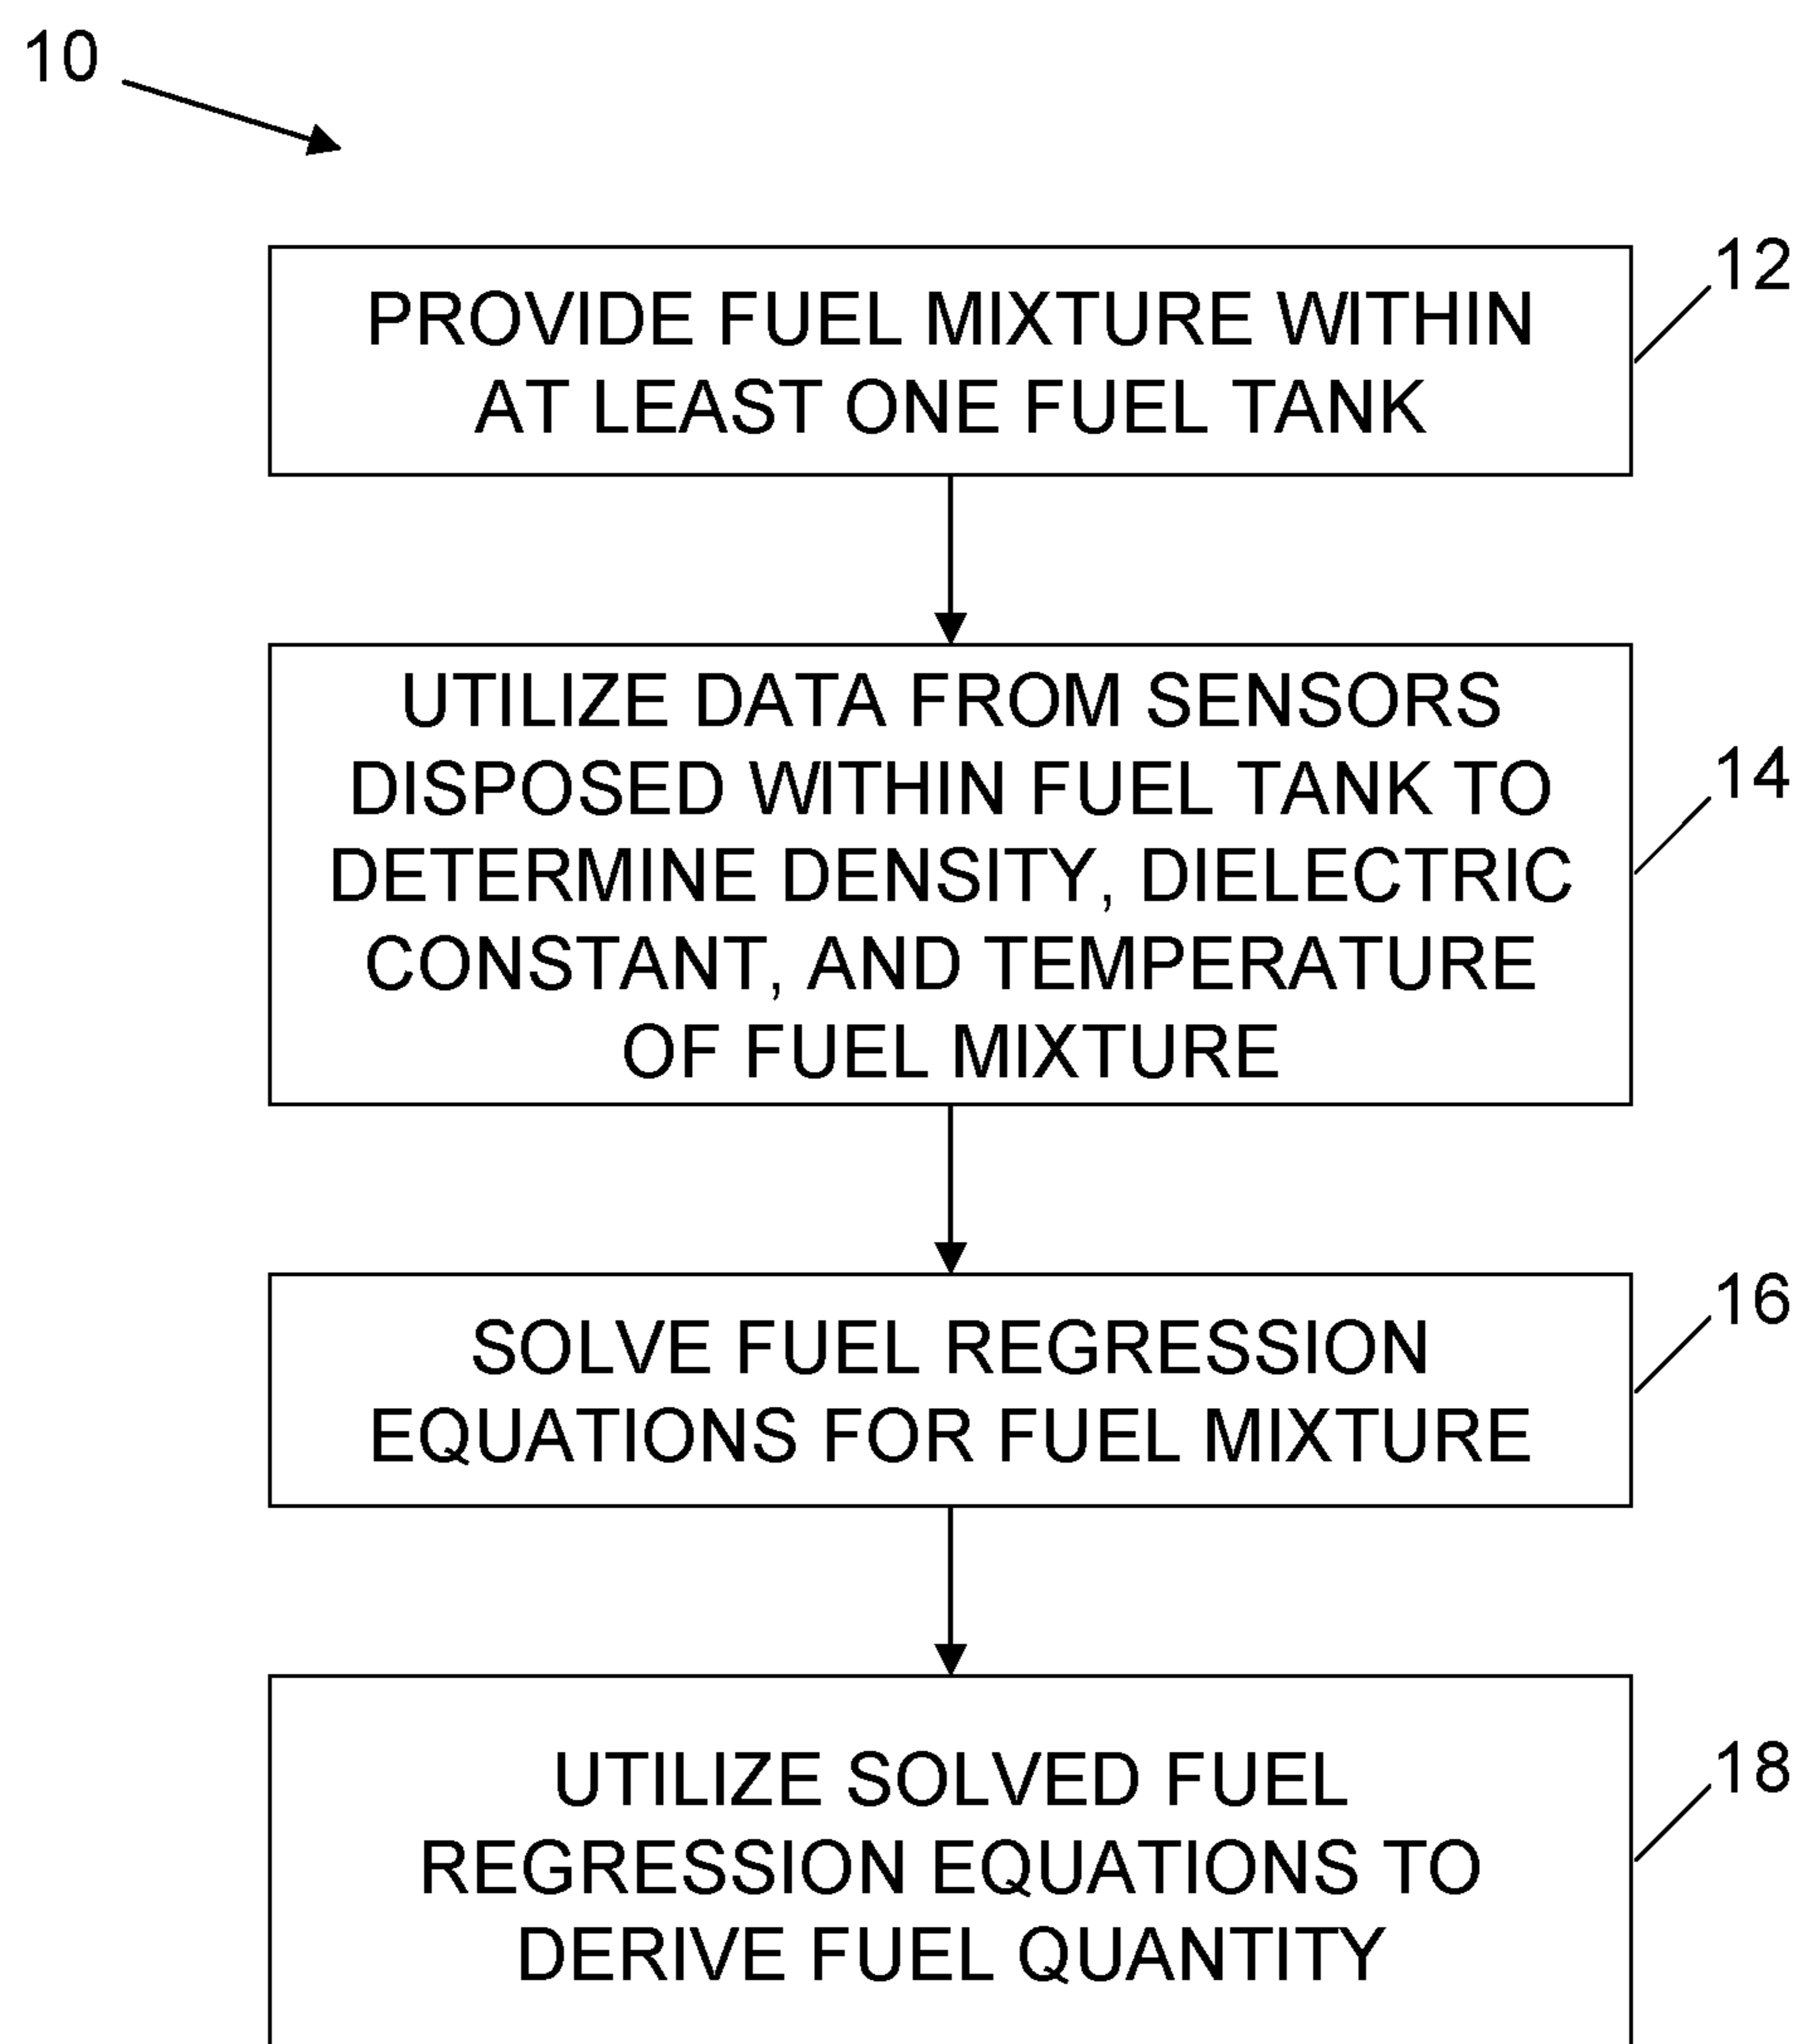 10
12
PROVIDE FUEL MIXTURE WITHIN
AT LEAST ONE FUEL TANK
14
UTILIZE DATA FROM SENSORS
DISPOSED WITHIN FUEL TANK TO
DETERMINE DENSITY, DIELECTRIC
CONSTANT, AND TEMPERATURE
OF FUEL MIXTURE
16
SOLVE FUEL REGRESSION
EQUATIONS FOR FUEL MIXTURE
18
UTILIZE SOLVED FUEL
REGRESSION EQUATIONS TO
DERIVE FUEL QUANTITY